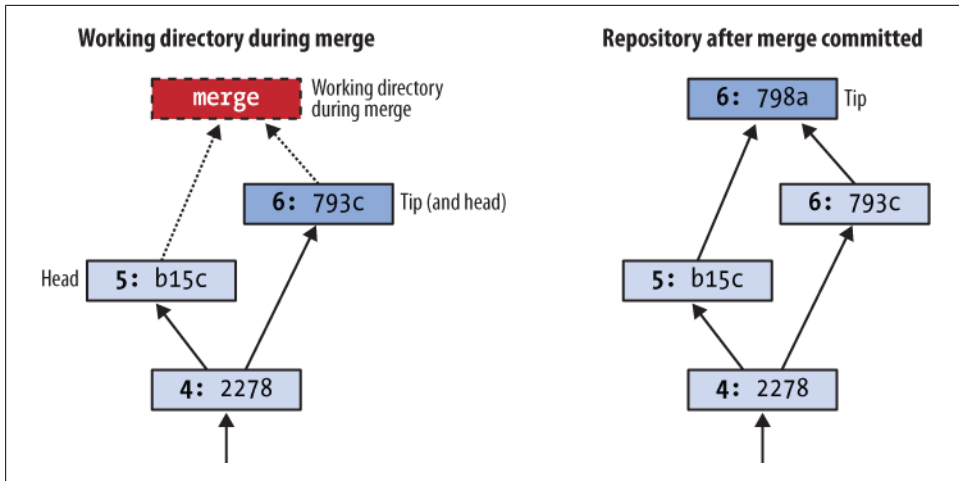 Working directory during merge
merge
Working directory
during merge
6: 793c
Tip (and head)
Head
5: b15c
4: 2278
Repository after merge committed
6: 798a
Tip
6: 793c
5: b15c
4: 2278